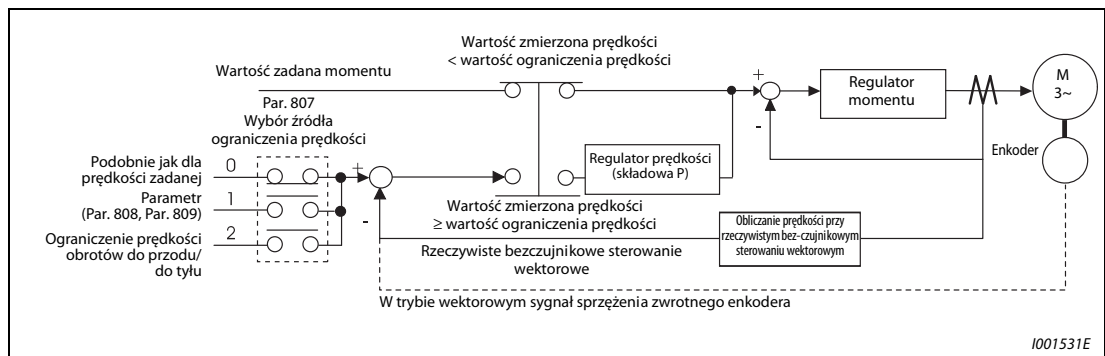 Wartość zmierzona prędkości
< wartość ograniczenia prędkości
Wartość zadana momentu
Par. 807
Wybór źródła
ograniczenia prędkości
Podobnie jak dla
prędkości zadanej
0
Parametr
(Par. 808, Par. 809)
1
Ograniczenie prędkości
obrotów do przodu/
do tyłu
2
+
-
Wartość zmierzona prędkości
≥ wartość ograniczenia prędkości
Regulator prędkości
(składowa P)
+
-
Regulator
momentu
M
3~
Enkoder
Obliczanie prędkości przy
rzeczywistym bez-czujnikowym
sterowaniu wektorowym
Rzeczywiste bezczujnikowe sterowanie
wektorowe
W trybie wektorowym sygnał sprzężenia zwrotnego enkodera
I001531E